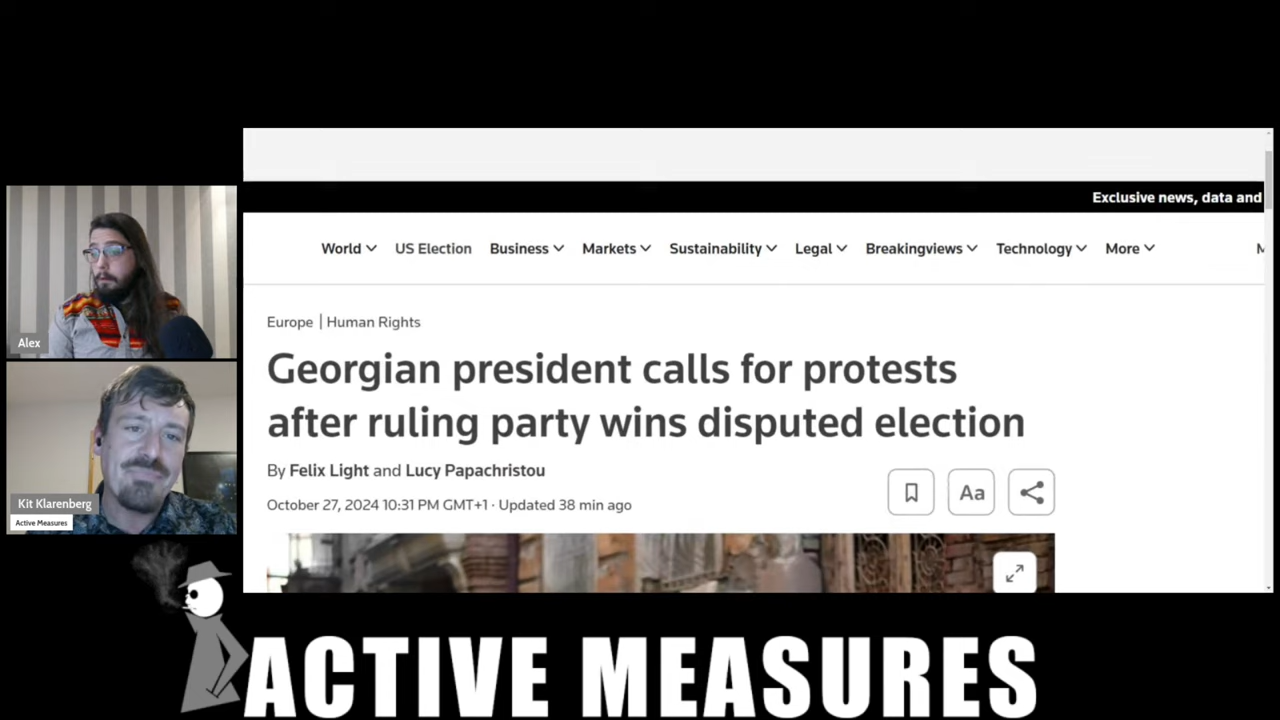 Exclusive news, data and
World
US Election
Business
Markets
Sustainability
Legal
Breakingviews
Technology
More
Europe | Human Rights
Georgian president calls for protests
after ruling party wins disputed election
By Felix Light and Lucy Papachristou
October 27, 2024 10:31 PM GMT+1 · Updated 38 min ago
Aa
Alex
Kit Klarenberg
Active Measures
ACTIVE MEASURES